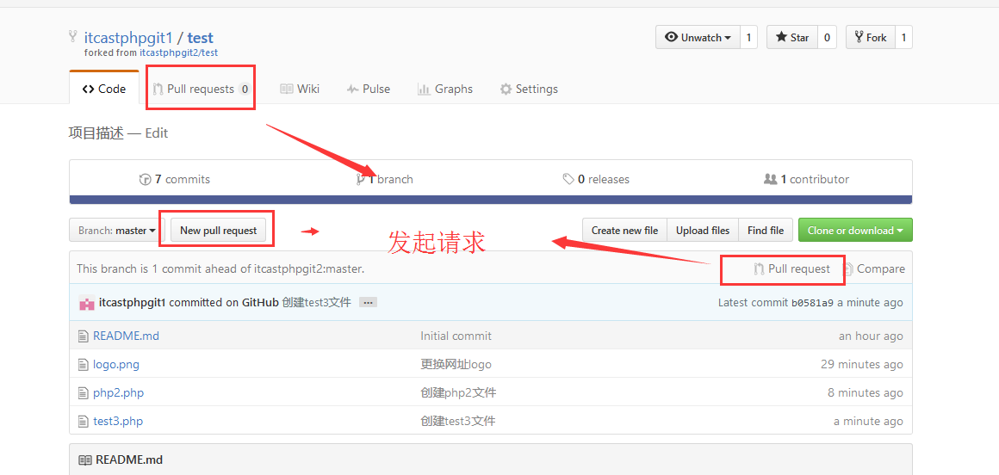 itcastphpgit1 / test
forked from itcastphpgit2/test
Unwatch 1
Star 0
Fork 1
Code
Pull requests 0
Wiki
Pulse
Graphs
Settings
项目描述 — Edit
7 commits
1 branch
0 releases
1 contributor
Branch: master
New pull request
发起请求
Create new file
Upload files
Find file
Clone or download
This branch is 1 commit ahead of itcastphpgit2:master.
Pull request
Compare
itcastphpgit1 committed on GitHub 创建test3文件 ...
Latest commit b0581a9 a minute ago
README.md Initial commit an hour ago
logo.png 更换网址logo 29 minutes ago
php2.php 创建php2文件 8 minutes ago
test3.php 创建test3文件 a minute ago
README.md